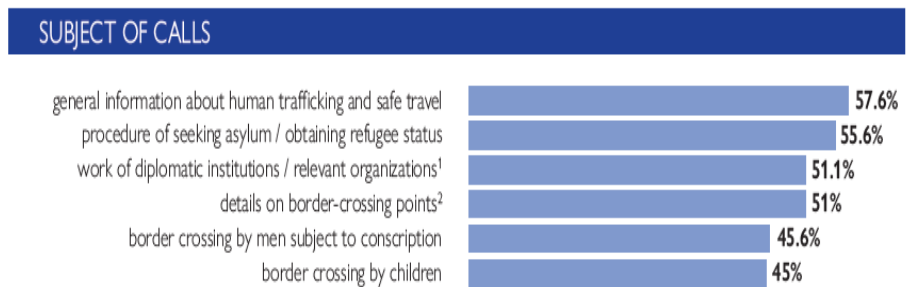 SUBJECT OF CALLS
general information about human trafficking and safe travel 57.6%
procedure of seeking asylum / obtaining refugee status 55.6%
work of diplomatic institutions / relevant organizations¹ 51.1%
details on border-crossing points² 51%
border crossing by men subject to conscription 45.6%
border crossing by children 45%